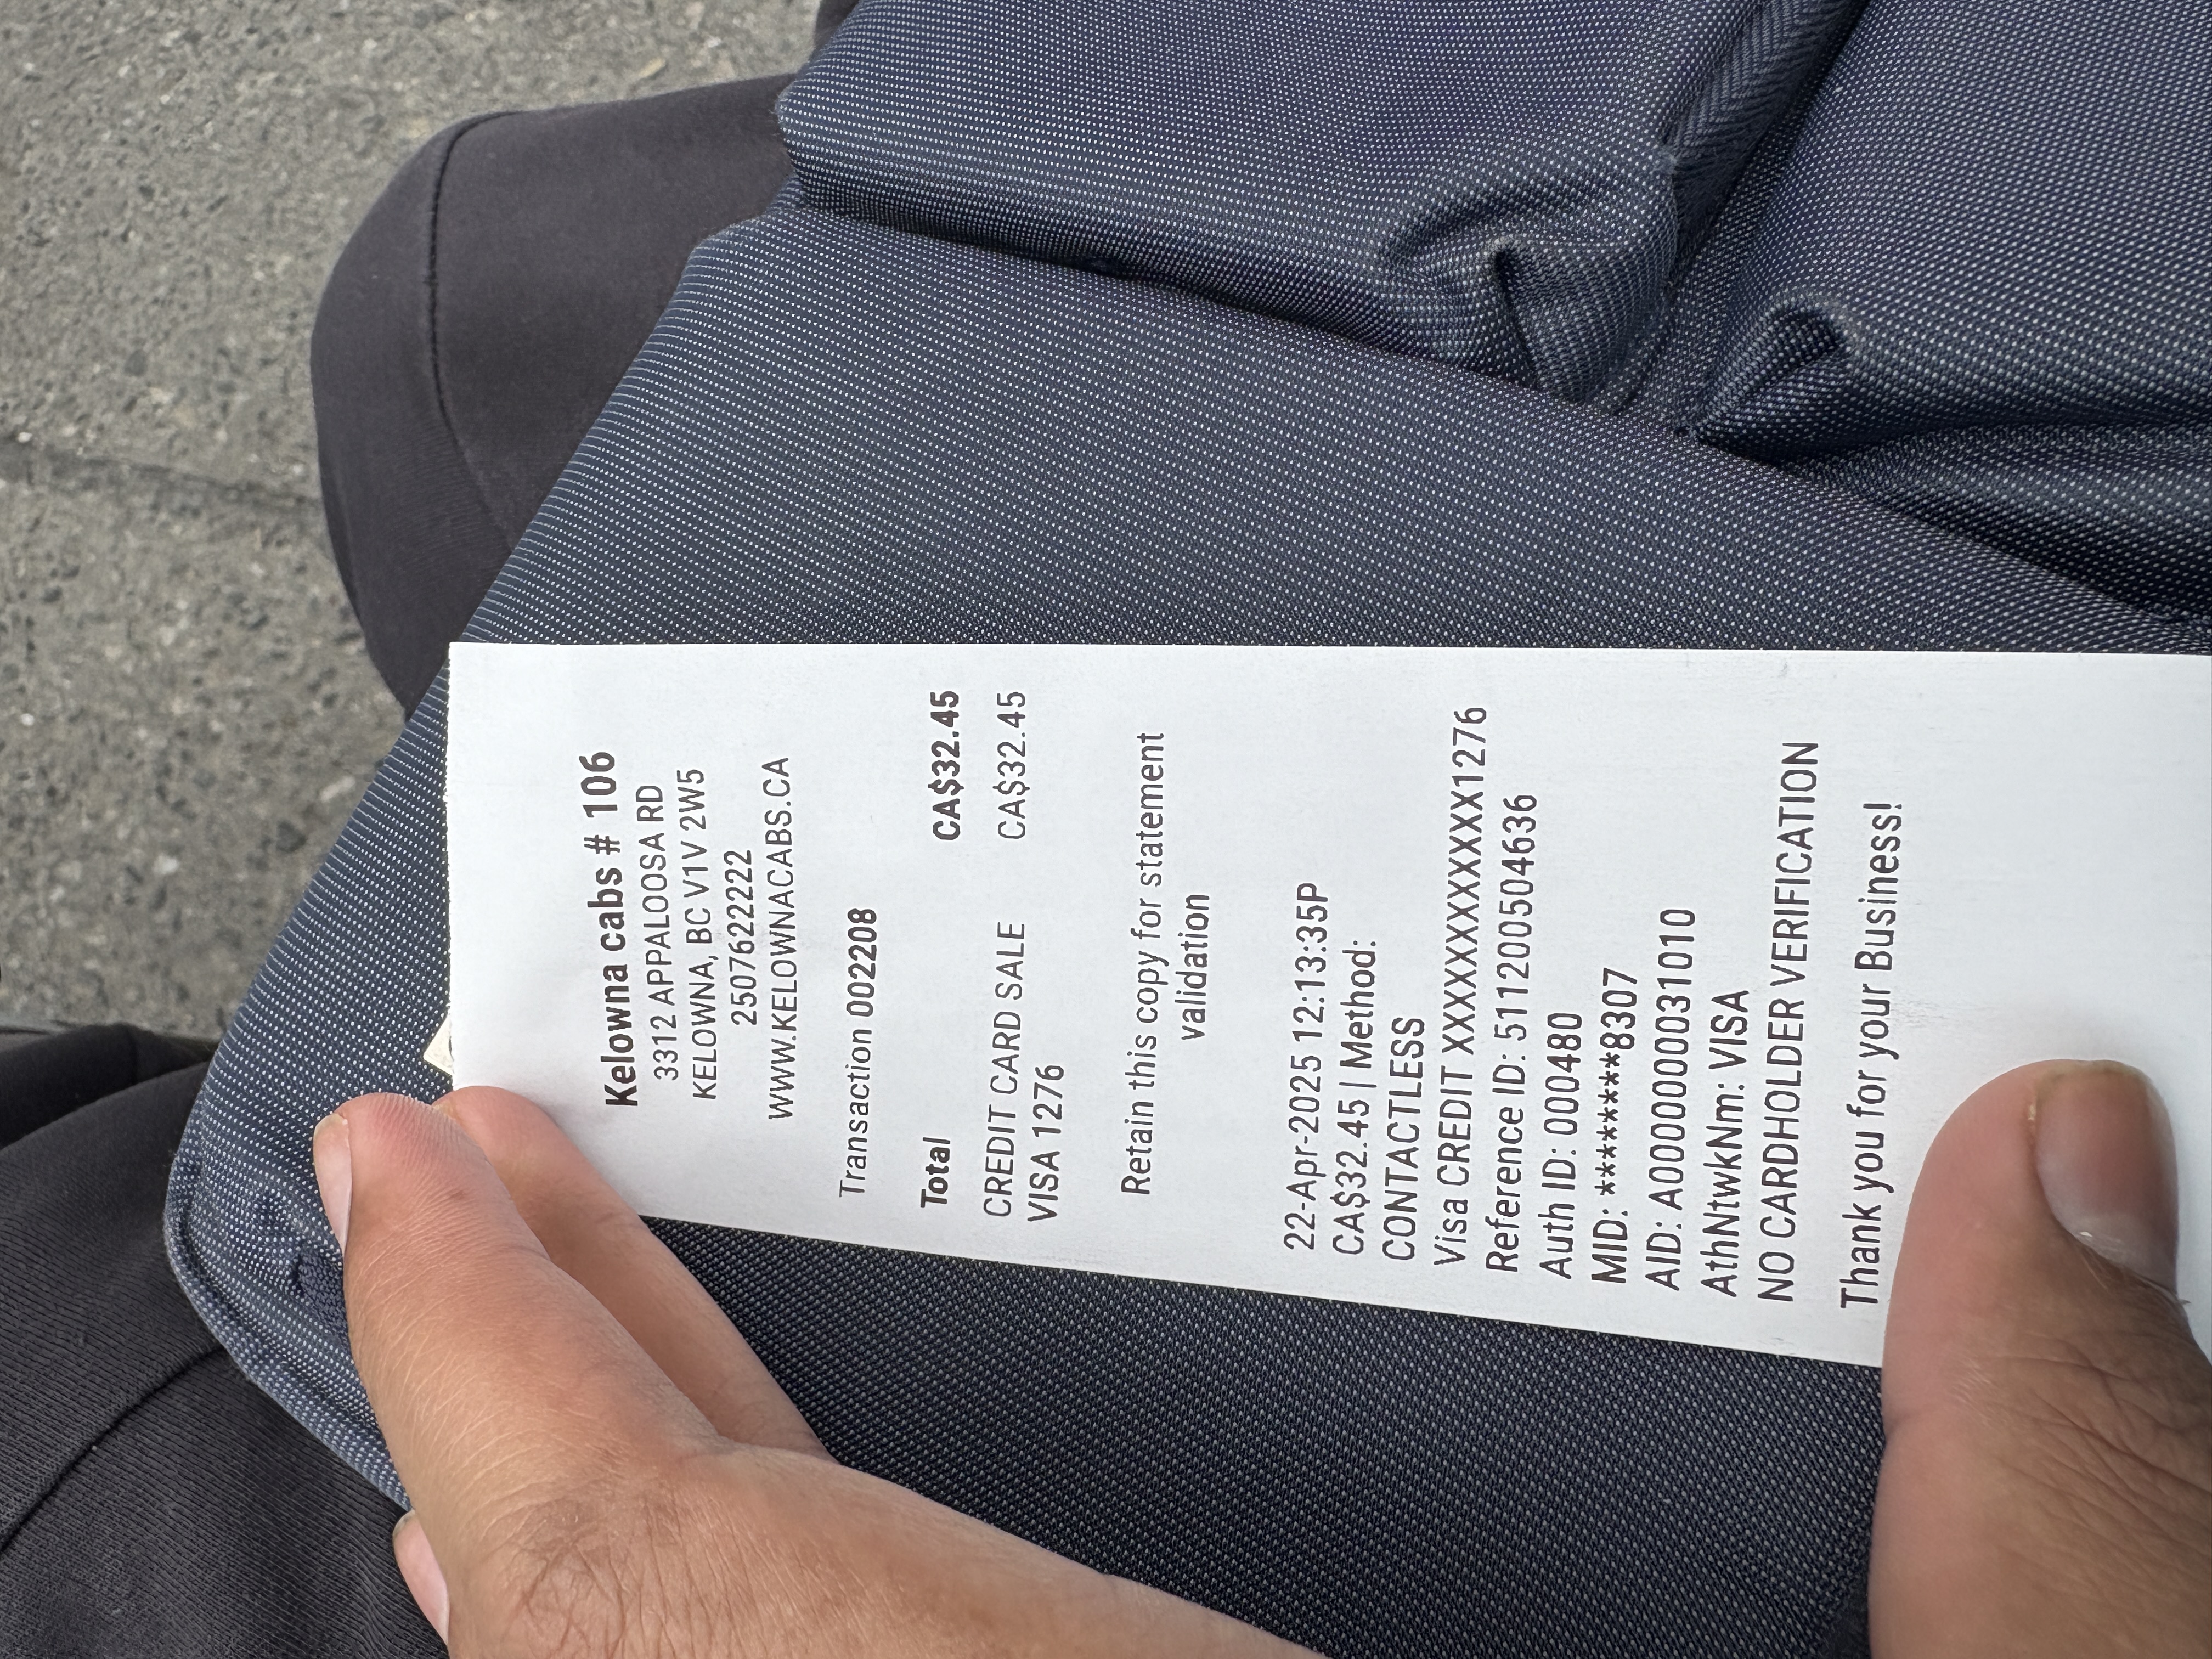 Kelowna cabs # 106
3312 APPALOOSA RD
KELOWNA, BC V1V 2W5
2507622222
WWW.KELOWNACABS.CA
Transaction 002208
Total CA$32.45
CREDIT CARD SALE CA$32.45
VISA 1276
Retain this copy for statement
validation
22-Apr-2025 12:13:35P
CA$32.45 | Method:
CONTACTLESS
Visa CREDIT XXXXXXXXXXXX1276
Reference ID: 511200504636
Auth ID: 000480
MID: ********8307
AID: A0000000031010
AthNtwkNm: VISA
NO CARDHOLDER VERIFICATION
Thank you for your Business!